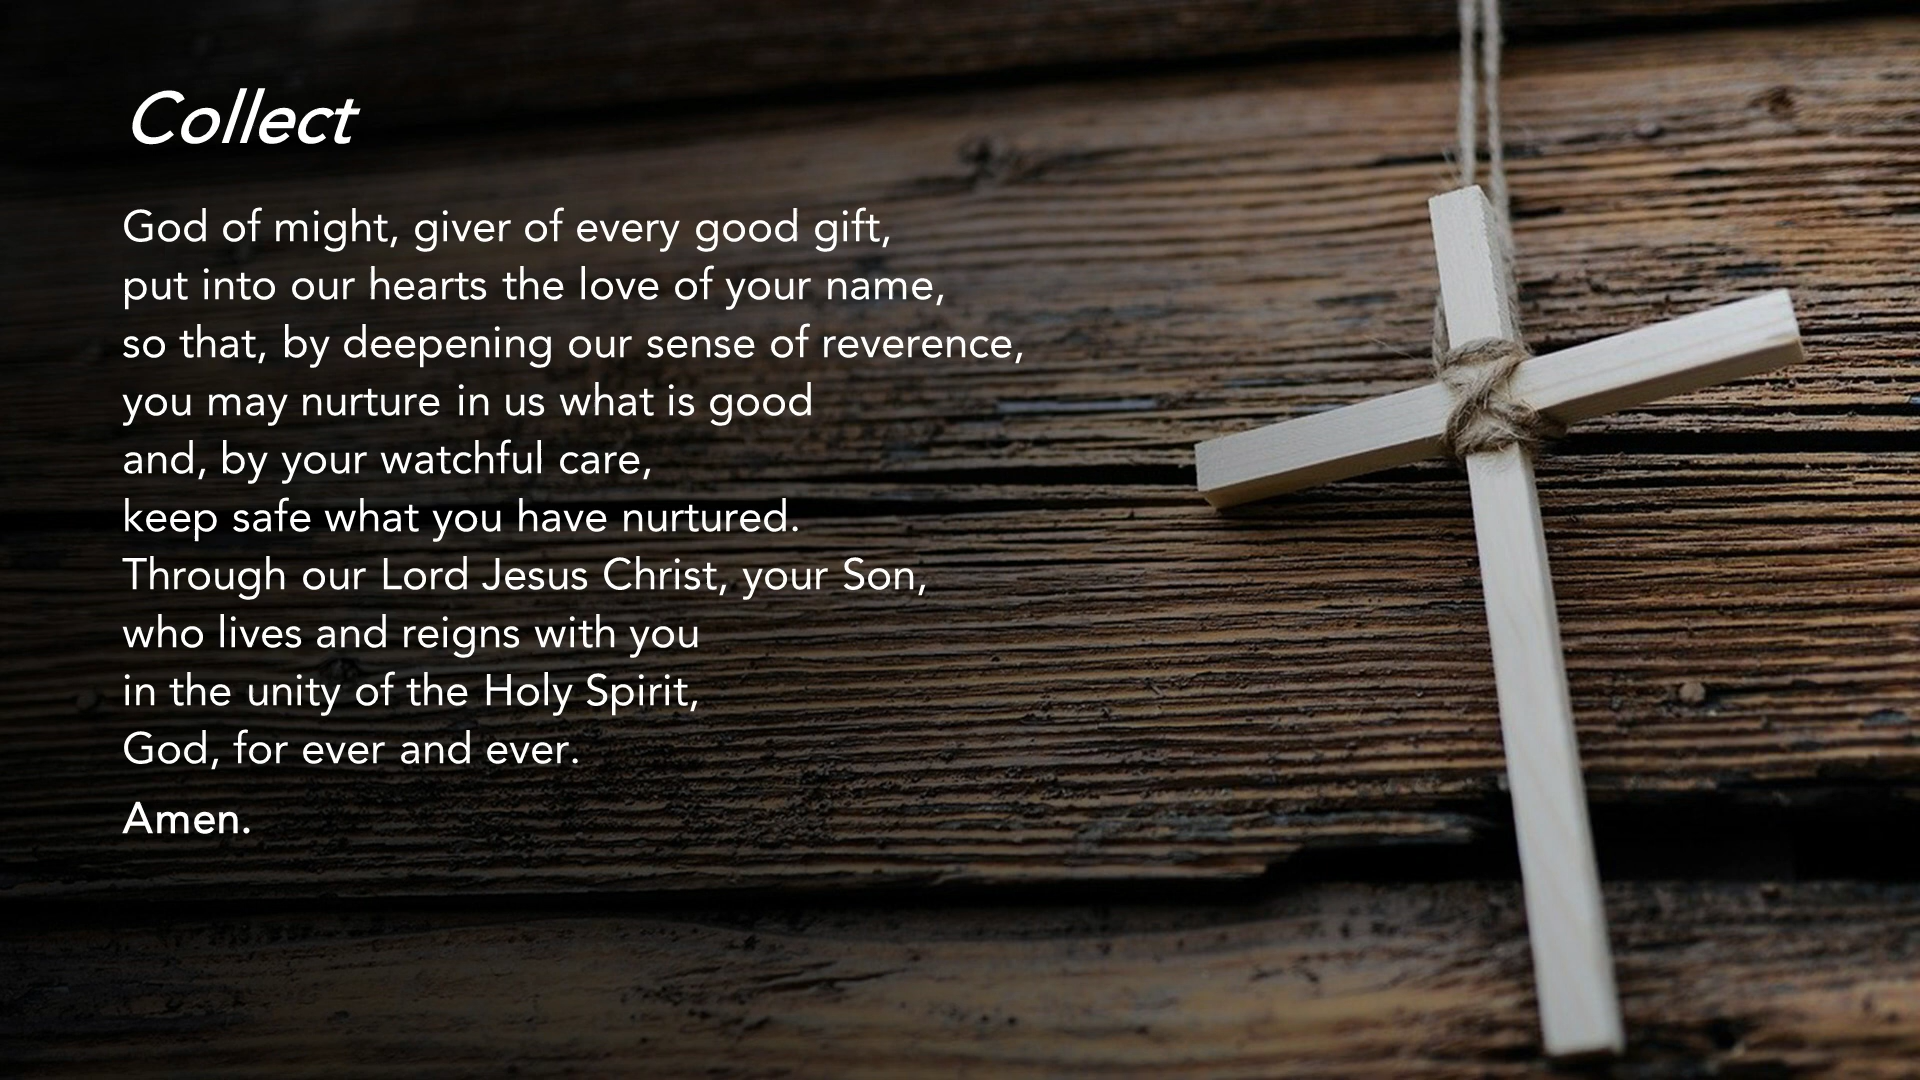 Collect
God of might, giver of every good gift,
put into our hearts the love of your name,
so that, by deepening our sense of reverence,
you may nurture in us what is good
and, by your watchful care,
keep safe what you have nurtured.
Through our Lord Jesus Christ, your Son,
who lives and reigns with you
in the unity of the Holy Spirit,
God, for ever and ever.
Amen.